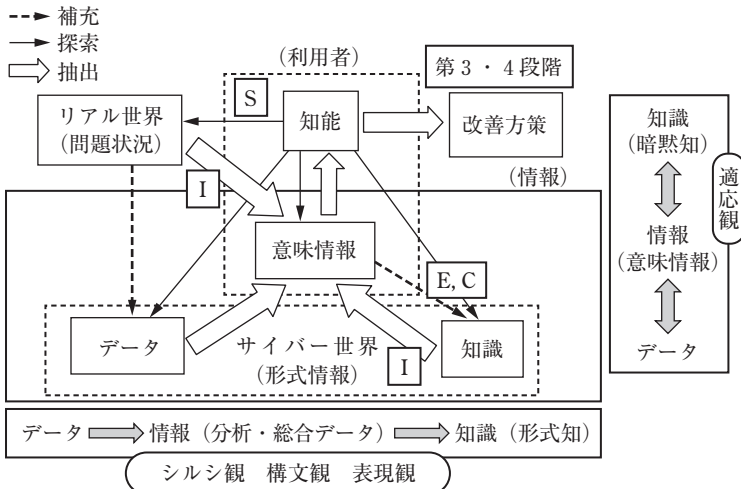 補充
探索
抽出
(利用者)
第3・4段階
S
リアル世界
(問題状況)
知能
改善方策
知識
(暗黙知)
適応観
I
(情報)
意味情報
情報
(意味情報)
E, C
データ
サイバー世界
(形式情報)
I
知識
データ
データ 情報(分析・総合データ) 知識(形式知)
シルシ観 構文観 表現観